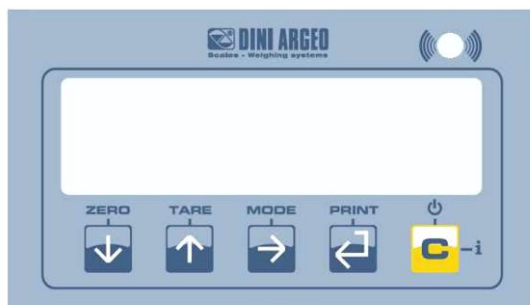 DINI ARGEO
Scales - Weighing systems
ZERO TARE MODE PRINT
C i